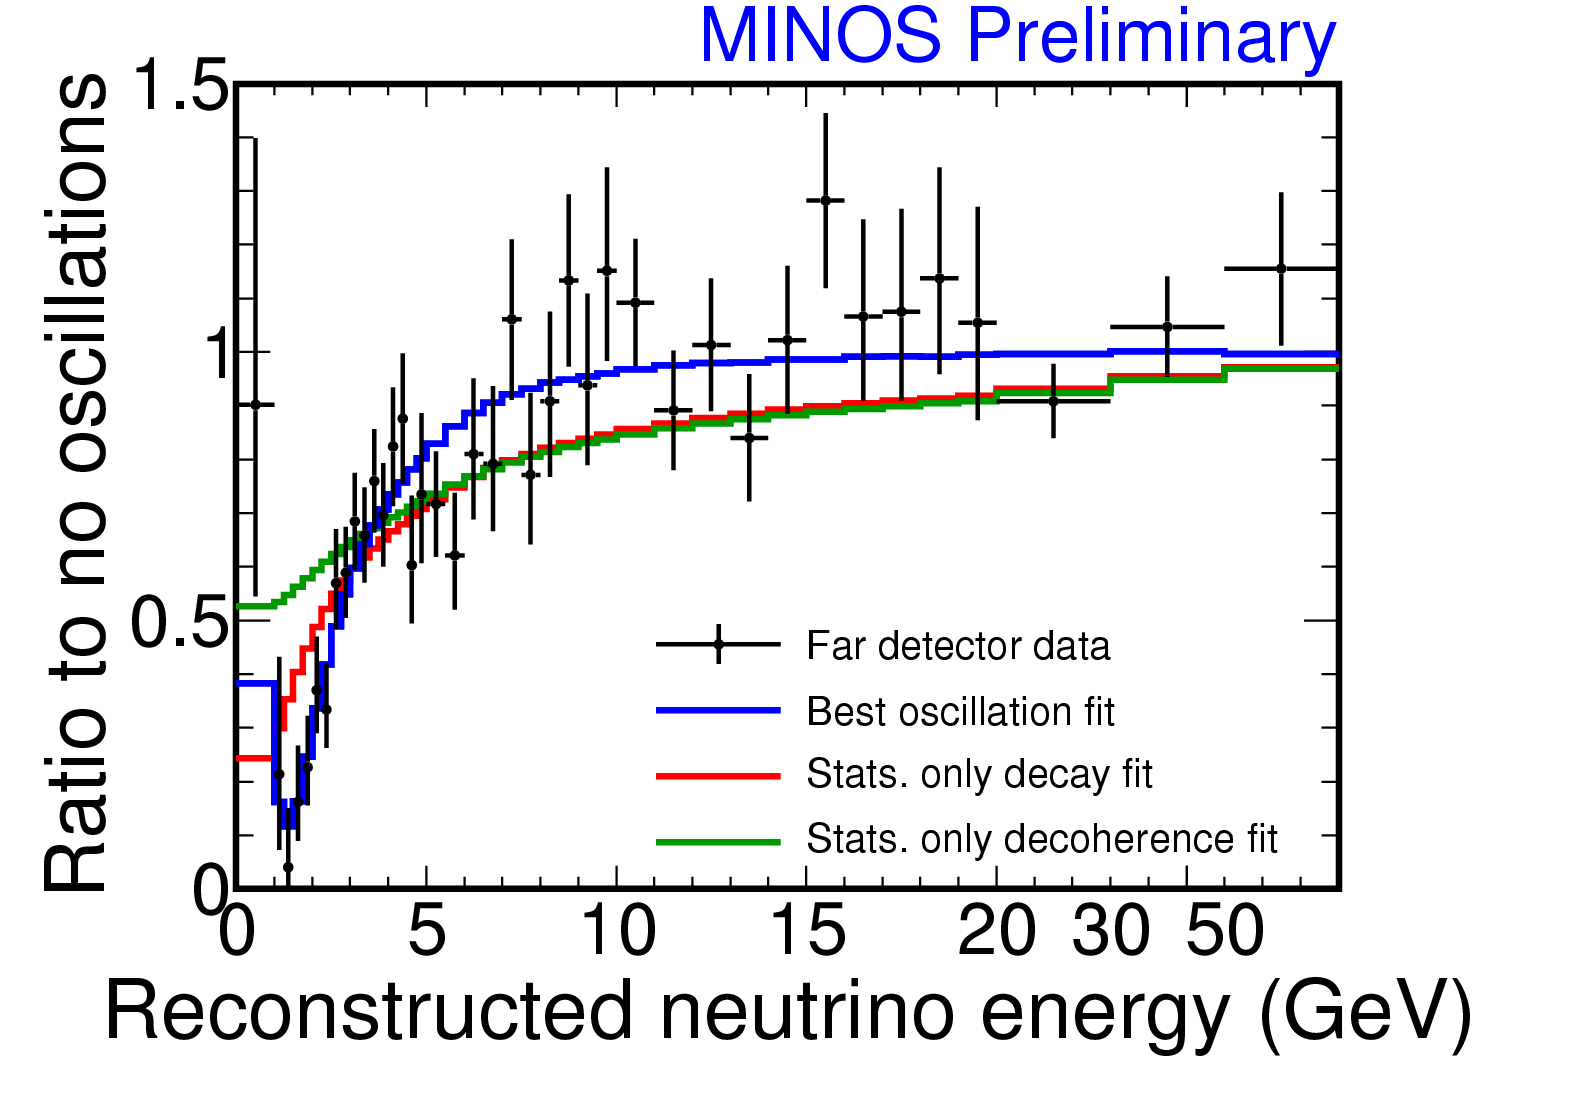 MINOS Preliminary
Ratio to no oscillations
1.5
1
0.5
0
Far detector data
Best oscillation fit
Stats. only decay fit
Stats. only decoherence fit
0 5 10 15 20 30 50
Reconstructed neutrino energy (GeV)